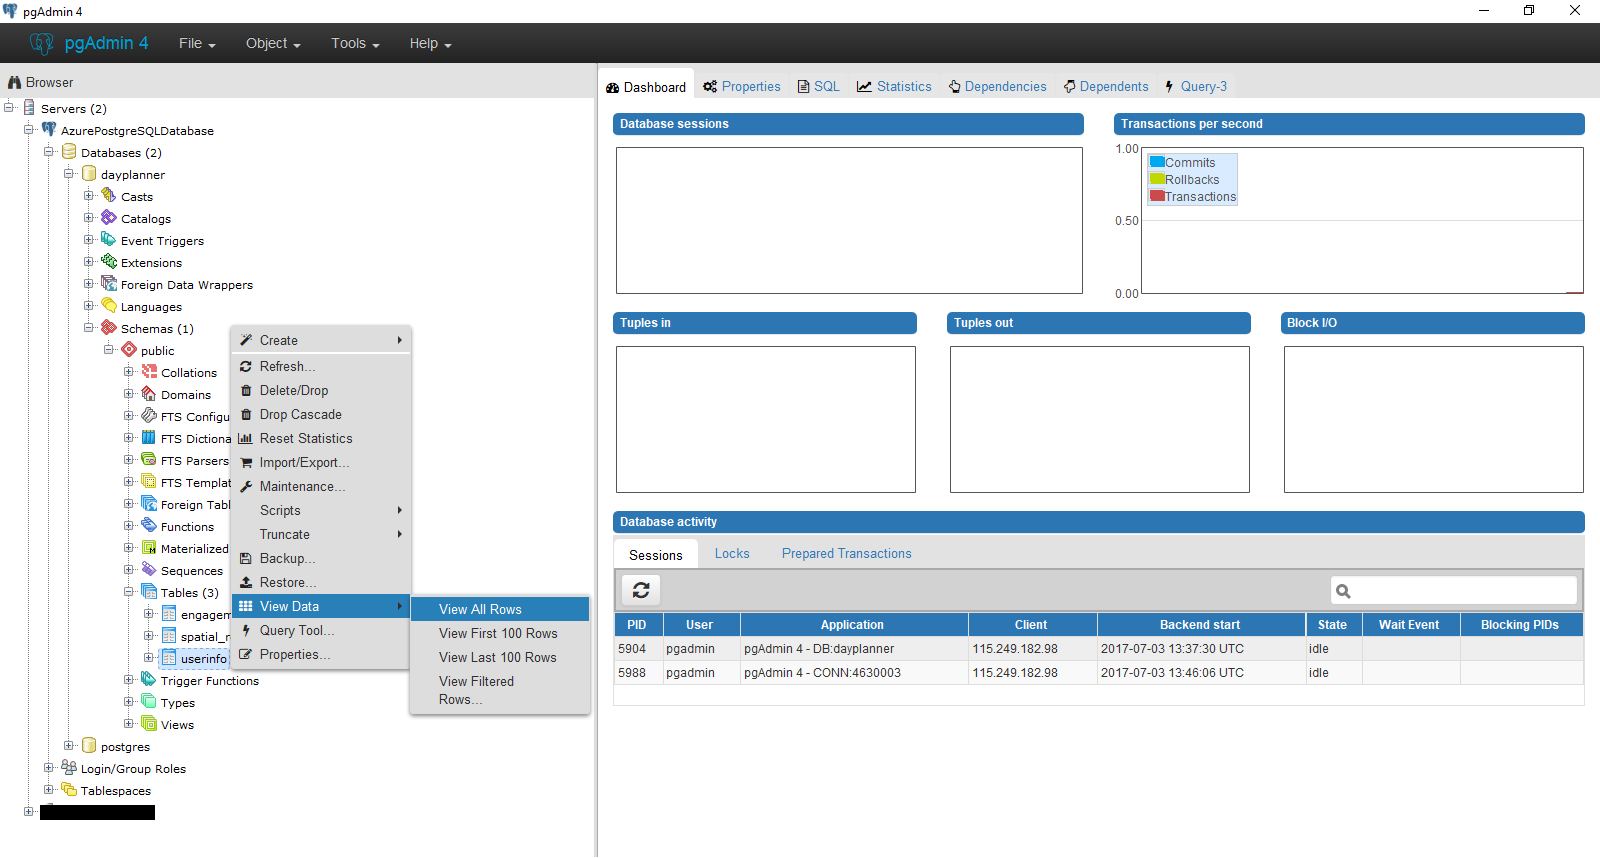 pgAdmin 4
pgAdmin 4 File Object Tools Help
Browser
Servers (2)
AzurePostgreSQLDatabase
Databases (2)
dayplanner
Casts
Catalogs
Event Triggers
Extensions
Foreign Data Wrappers
Languages
Schemas (1)
public
Collations
Domains
FTS Configu
FTS Dictiona
FTS Parsers
FTS Templat
Foreign Tabl
Functions
Materialized
Sequences
Tables (3)
engagem
spatial_r
userinfo
Trigger Functions
Types
Views
postgres
Login/Group Roles
Tablespaces
Create
Refresh...
Delete/Drop
Drop Cascade
Reset Statistics
Import/Export...
Maintenance...
Scripts
Truncate
Backup...
Restore...
View Data
Query Tool...
Properties...
View All Rows
View First 100 Rows
View Last 100 Rows
View Filtered
Rows...
Dashboard Properties SQL Statistics Dependencies Dependents Query-3
Database sessions
Transactions per second
1.00
0.50
0.00
Commits
Rollbacks
Transactions
Tuples in
Tuples out
Block I/O
Database activity
Sessions Locks Prepared Transactions
PID User Application Client Backend start State Wait Event Blocking PIDs
5904 pgadmin pgAdmin 4 - DB:dayplanner 115.249.182.98 2017-07-03 13:37:30 UTC idle
5988 pgadmin pgAdmin 4 - CONN:4630003 115.249.182.98 2017-07-03 13:46:06 UTC idle